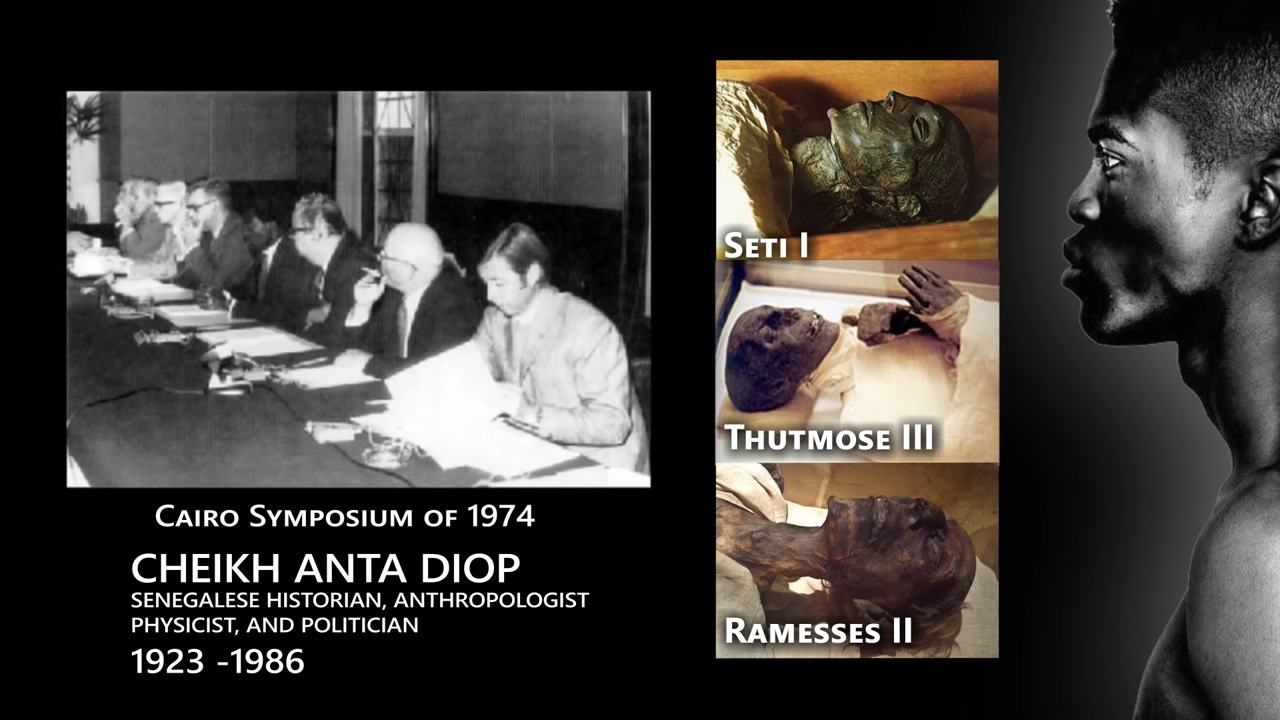 Cairo Symposium of 1974
CHEIKH ANTA DIOP
SENEGALESE HISTORIAN, ANTHROPOLOGIST
PHYSICIST, AND POLITICIAN
1923 -1986
Seti I
Thutmose III
Ramesses II